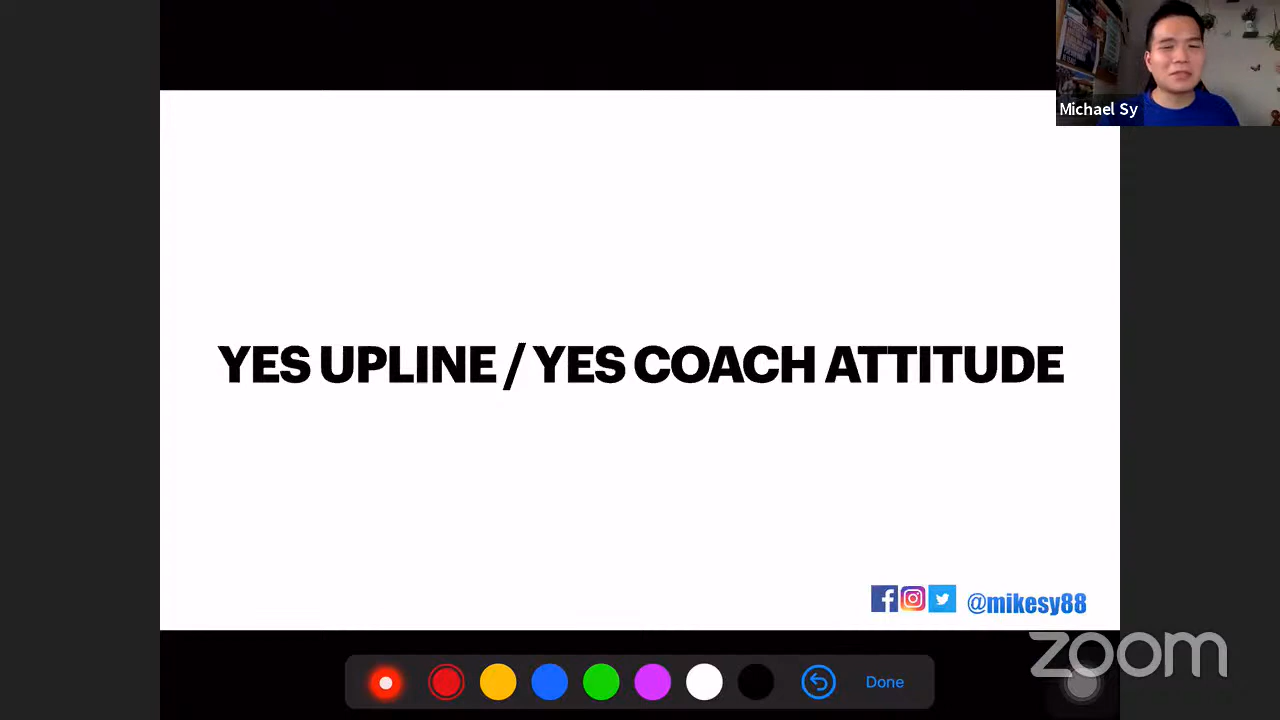 Michael Sy
YES UPLINE / YES COACH ATTITUDE
@mikesy88
zoom
Done